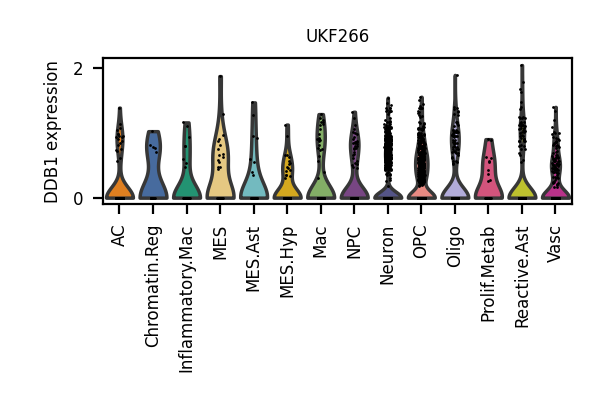 UKF266
DDB1 expression
2
0
AC
Chromatin.Reg
Inflammatory.Mac
MES
MES.Ast
MES.Hyp
Mac
NPC
Neuron
OPC
Oligo
Prolif.Metab
Reactive.Ast
Vasc